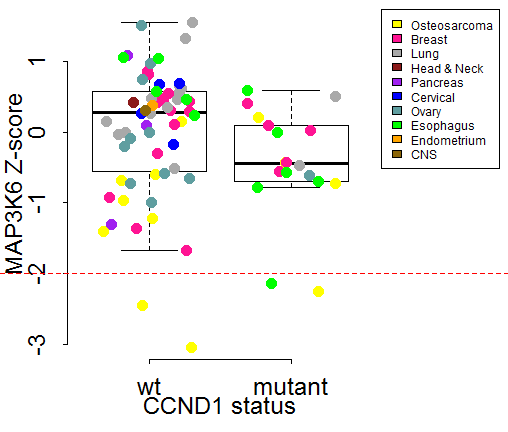 MAP3K6 Z-score
1
0
-1
-2
-3
wt
mutant
CCND1 status
Osteosarcoma
Breast
Lung
Head & Neck
Pancreas
Cervical
Ovary
Esophagus
Endometrium
CNS